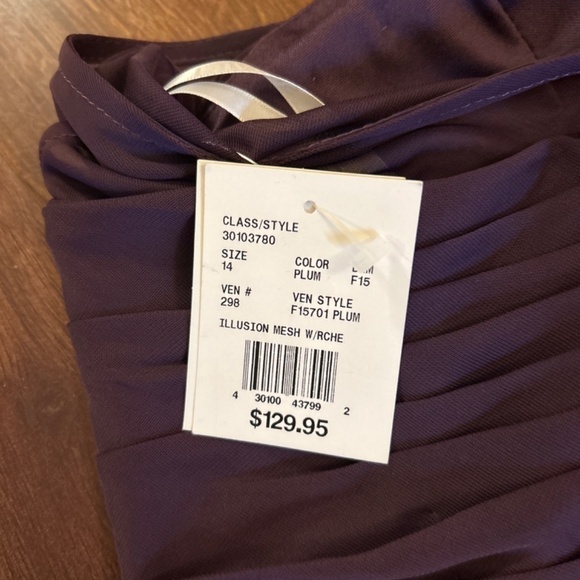 CLASS/STYLE
30103780
SIZE COLOR
14 PLUM F15
VEN # VEN STYLE
298 F15701 PLUM
ILLUSION MESH W/RCHE
4 30100 43799 2
$129.95